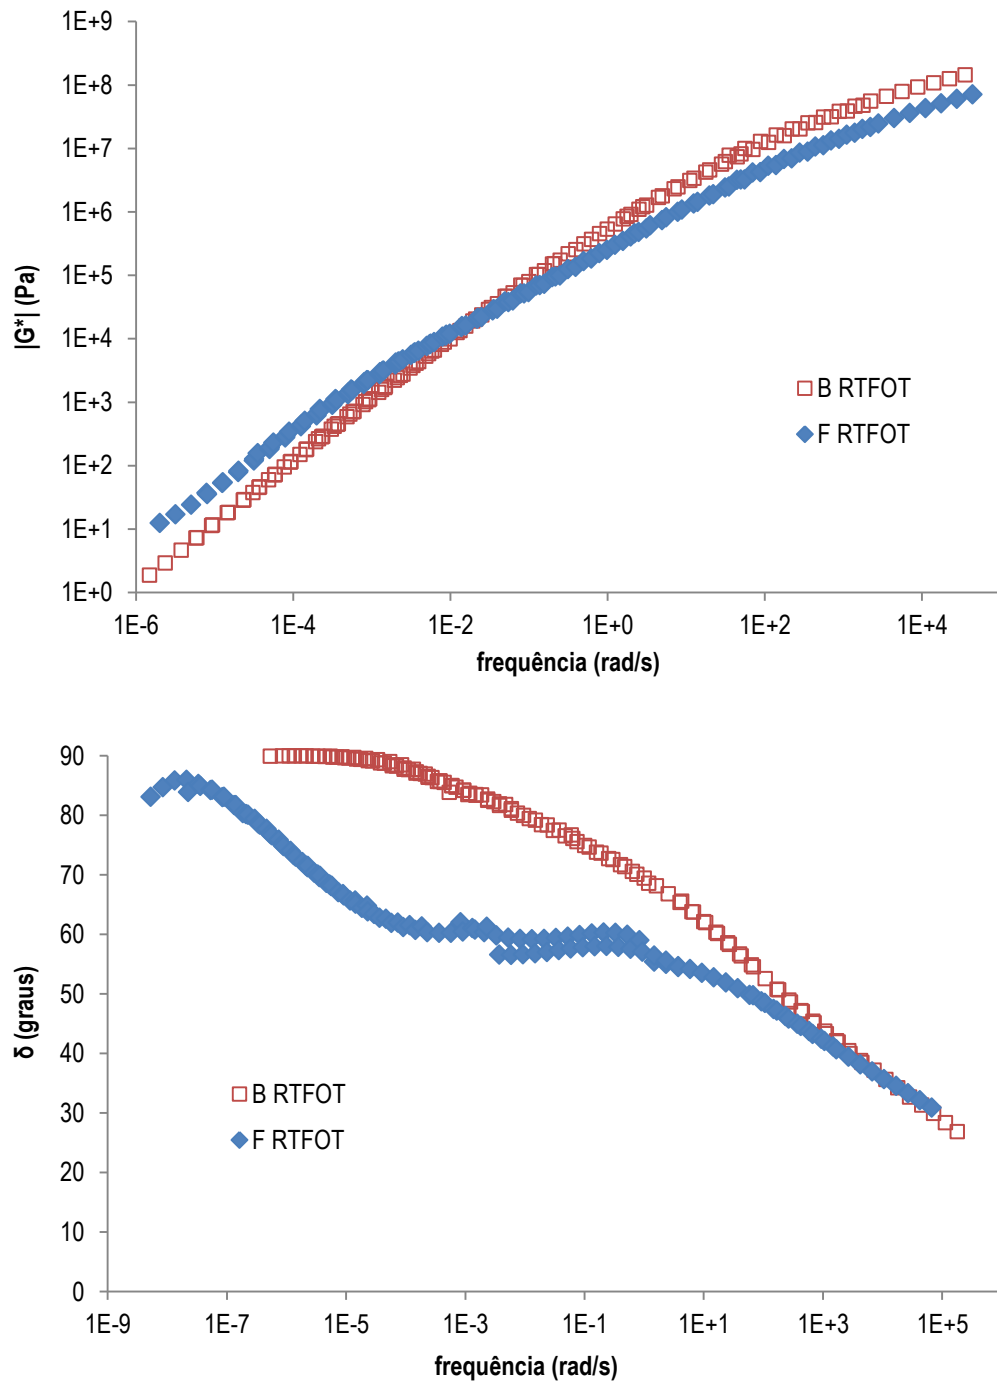 1E+9
1E+8
1E+7
1E+6
1E+5
1E+4
1E+3
1E+2
1E+1
1E+0
|G*| (Pa)
B RTFOT
F RTFOT
1E-6 1E-4 1E-2 1E+0 1E+2 1E+4
frequência (rad/s)
90
80
70
60
50
40
30
20
10
0
δ (graus)
B RTFOT
F RTFOT
1E-9 1E-7 1E-5 1E-3 1E-1 1E+1 1E+3 1E+5
frequência (rad/s)